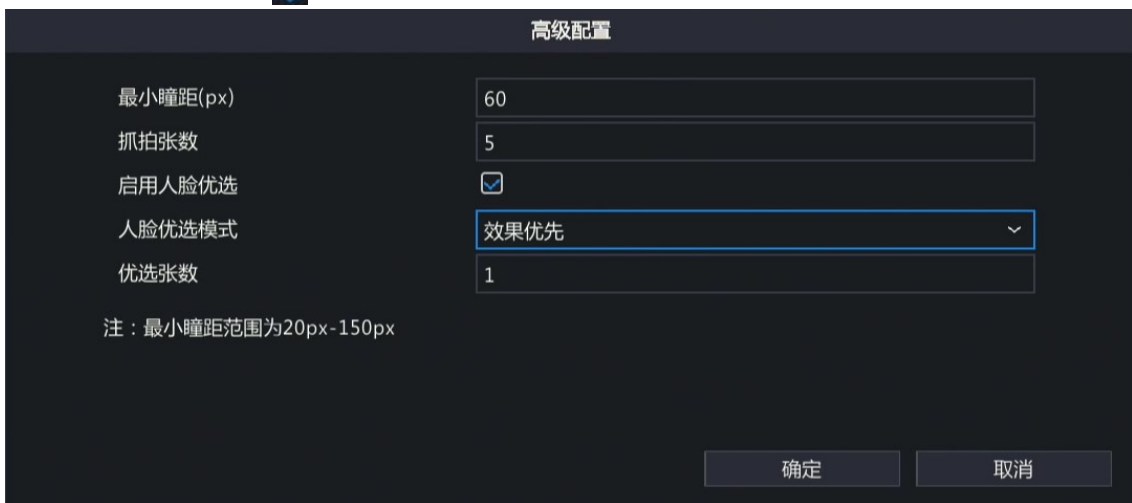 高级配置
最小瞳距(px) 60
抓拍张数 5
启用人脸优选
人脸优选模式 效果优先
优选张数 1
注：最小瞳距范围为20px-150px
确定 取消